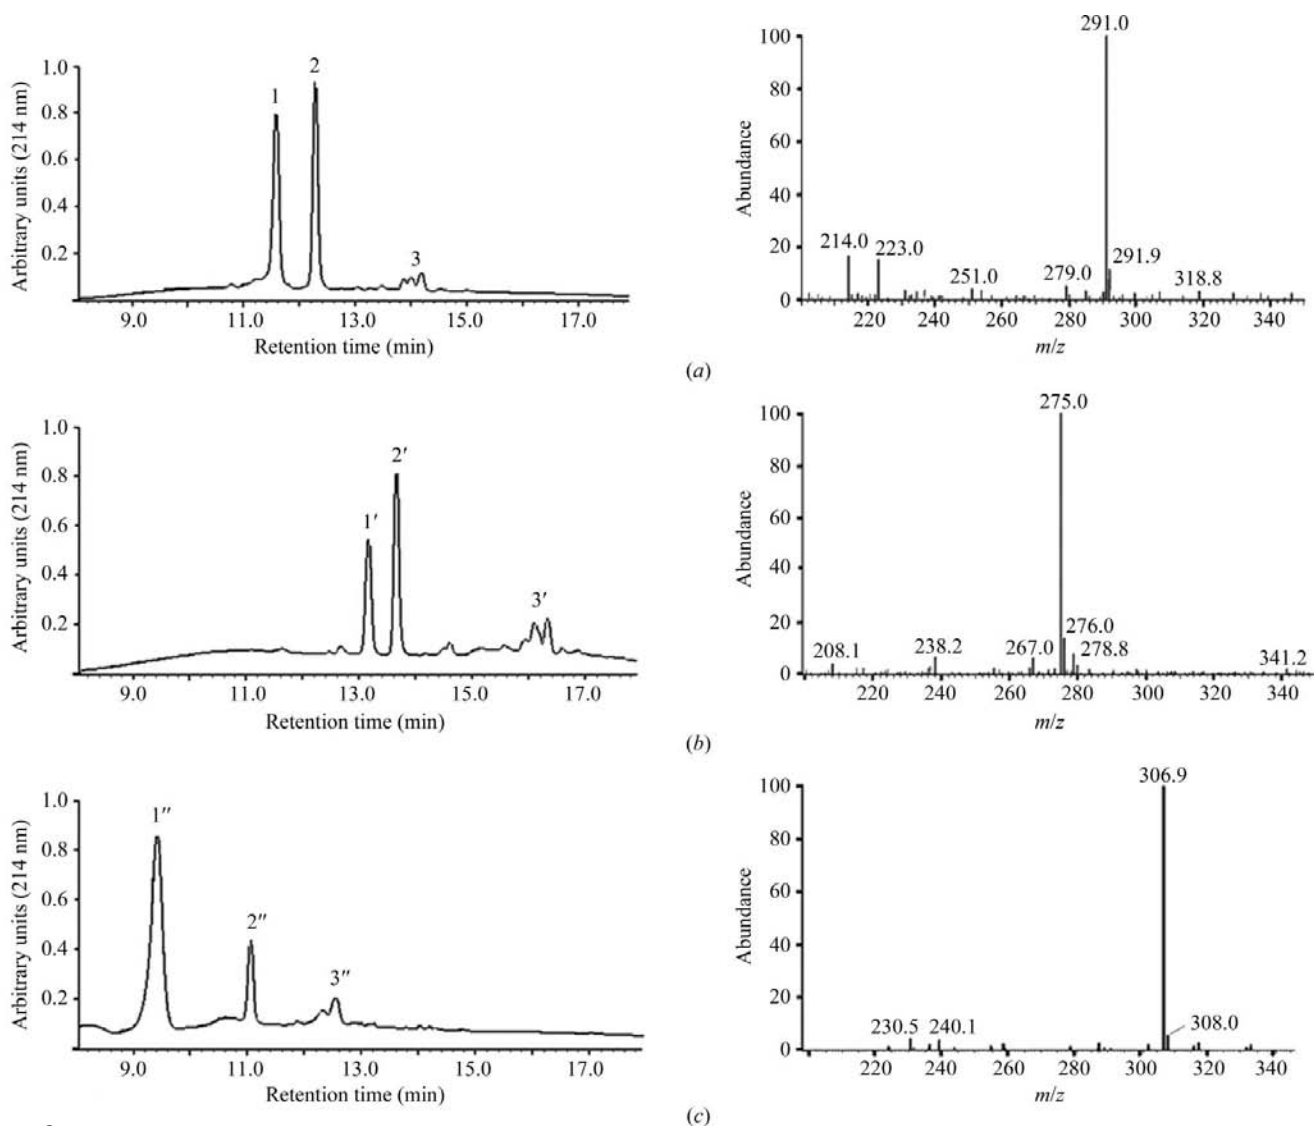 Arbitrary units (214 nm)
1.0
0.8
0.6
0.4
0.2
1
2
3
9.0 11.0 13.0 15.0 17.0
Retention time (min)
Abundance
100
80
60
40
20
0
291.0
214.0
223.0
251.0
279.0
291.9
318.8
220 240 260 280 300 320 340
m/z
(a)
Arbitrary units (214 nm)
1.0
0.8
0.6
0.4
0.2
1′
2′
3′
9.0 11.0 13.0 15.0 17.0
Retention time (min)
Abundance
100
80
60
40
20
0
275.0
208.1
238.2
267.0
276.0
278.8
341.2
220 240 260 280 300 320 340
m/z
(b)
Arbitrary units (214 nm)
1.0
0.8
0.6
0.4
0.2
1″
2″
3″
9.0 11.0 13.0 15.0 17.0
Retention time (min)
Abundance
100
80
60
40
20
0
306.9
230.5
240.1
308.0
220 240 260 280 300 320 340
m/z
(c)